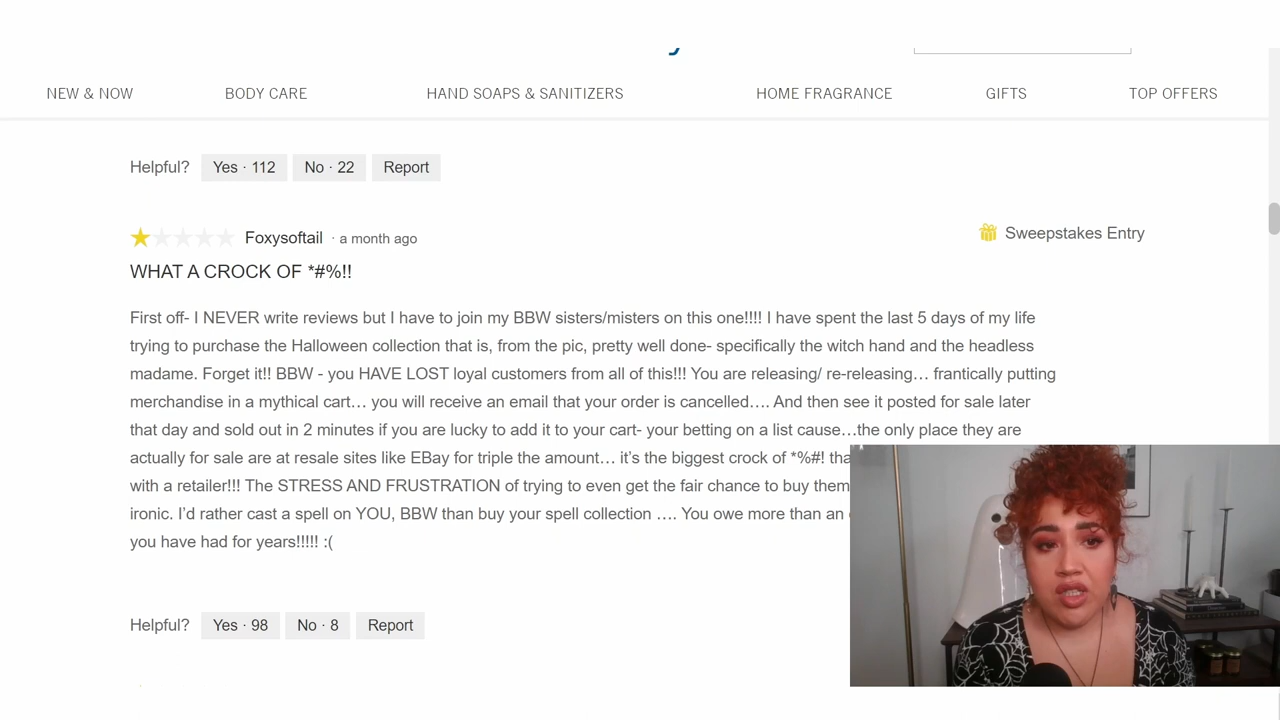 NEW & NOW BODY CARE HAND SOAPS & SANITIZERS HOME FRAGRANCE GIFTS TOP OFFERS
Helpful? Yes · 112 No · 22 Report
Foxysoftail · a month ago
Sweepstakes Entry
WHAT A CROCK OF *#%!!
First off- I NEVER write reviews but I have to join my BBW sisters/misters on this one!!!! I have spent the last 5 days of my life
trying to purchase the Halloween collection that is, from the pic, pretty well done- specifically the witch hand and the headless
madame. Forget it!! BBW - you HAVE LOST loyal customers from all of this!!! You are releasing/ re-releasing… frantically putting
merchandise in a mythical cart… you will receive an email that your order is cancelled…. And then see it posted for sale later
that day and sold out in 2 minutes if you are lucky to add it to your cart- your betting on a list cause…the only place they are
actually for sale are at resale sites like EBay for triple the amount… it's the biggest crock of *%#!
with a retailer!!! The STRESS AND FRUSTRATION of trying to even get the fair chance to buy them
ironic. I'd rather cast a spell on YOU, BBW than buy your spell collection …. You owe more than an
you have had for years!!!!! :(
Helpful? Yes · 98 No · 8 Report